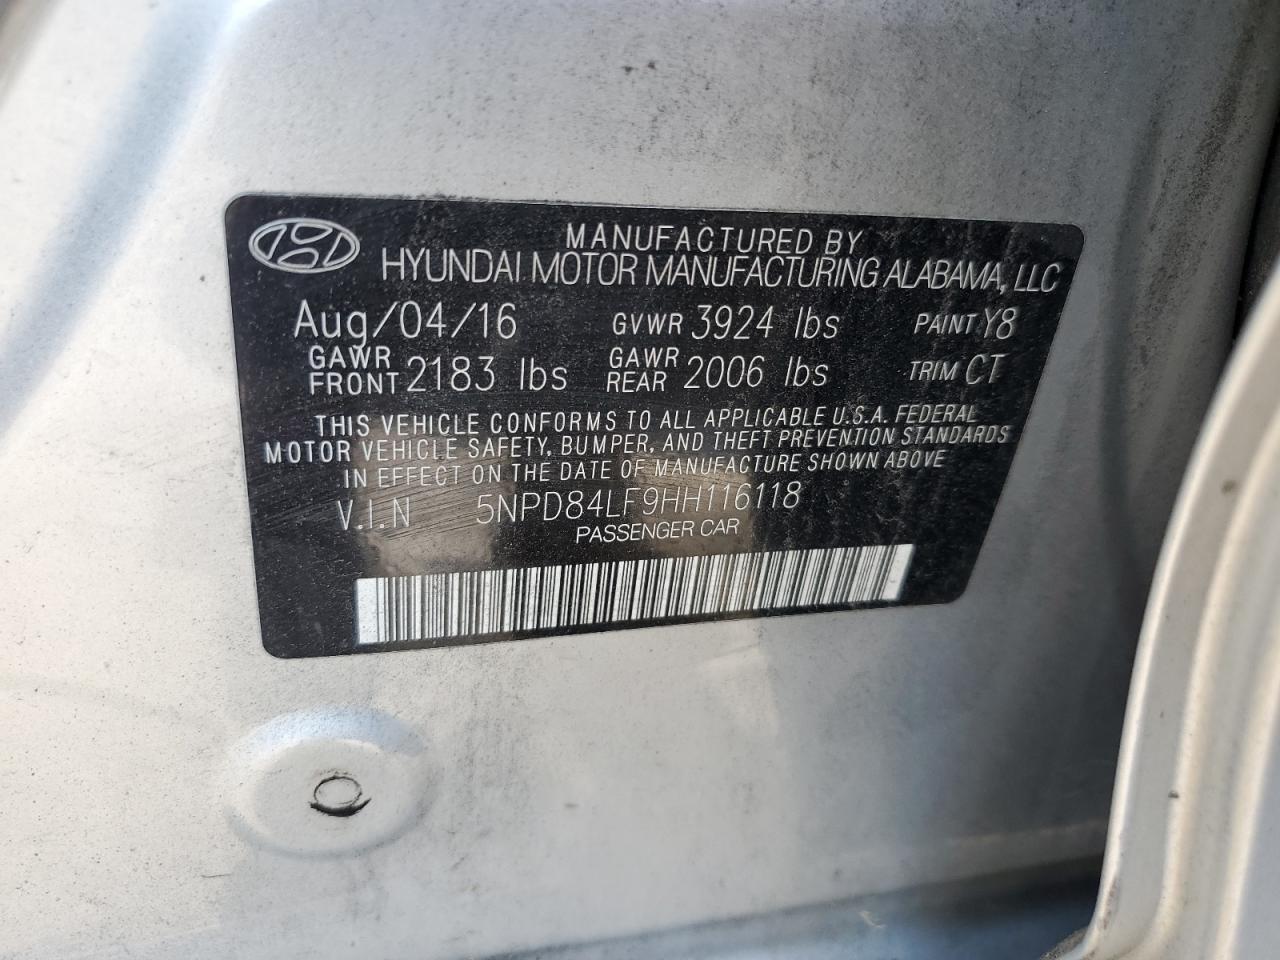 MANUFACTURED BY
HYUNDAI MOTOR MANUFACTURING ALABAMA, LLC
Aug/04/16 GVWR 3924 lbs PAINT Y8
GAWR FRONT 2183 lbs GAWR REAR 2006 lbs TRIM CT
THIS VEHICLE CONFORMS TO ALL APPLICABLE U.S.A. FEDERAL
MOTOR VEHICLE SAFETY, BUMPER, AND THEFT PREVENTION STANDARDS
IN EFFECT ON THE DATE OF MANUFACTURE SHOWN ABOVE
V.I.N 5NPD84LF9HH116118
PASSENGER CAR